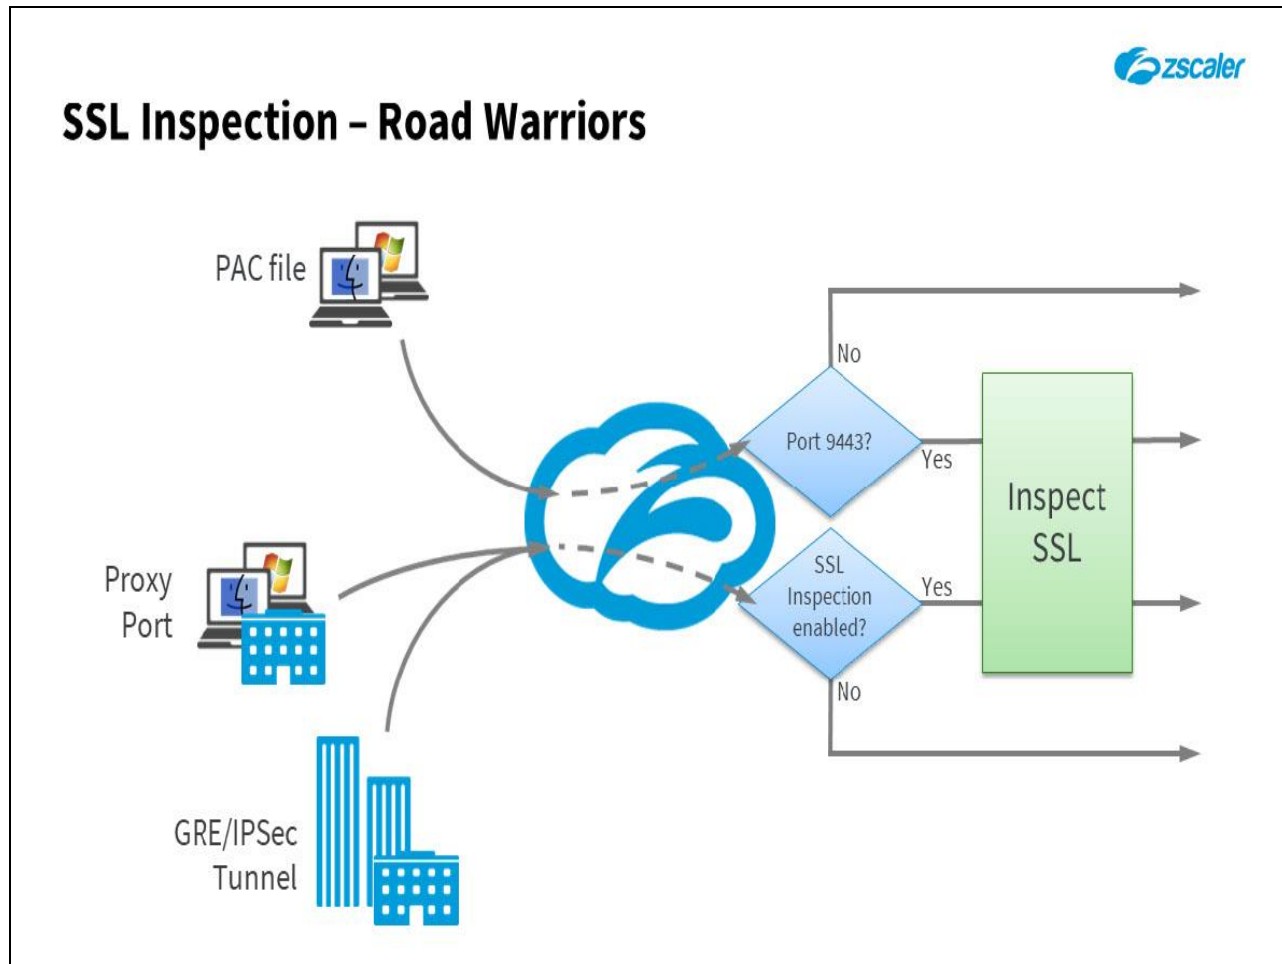 zscaler
SSL Inspection – Road Warriors
PAC file
No
Port 9443?
Yes
Inspect
SSL
Proxy
Port
SSL
Inspection
enabled?
Yes
No
GRE/IPSec
Tunnel